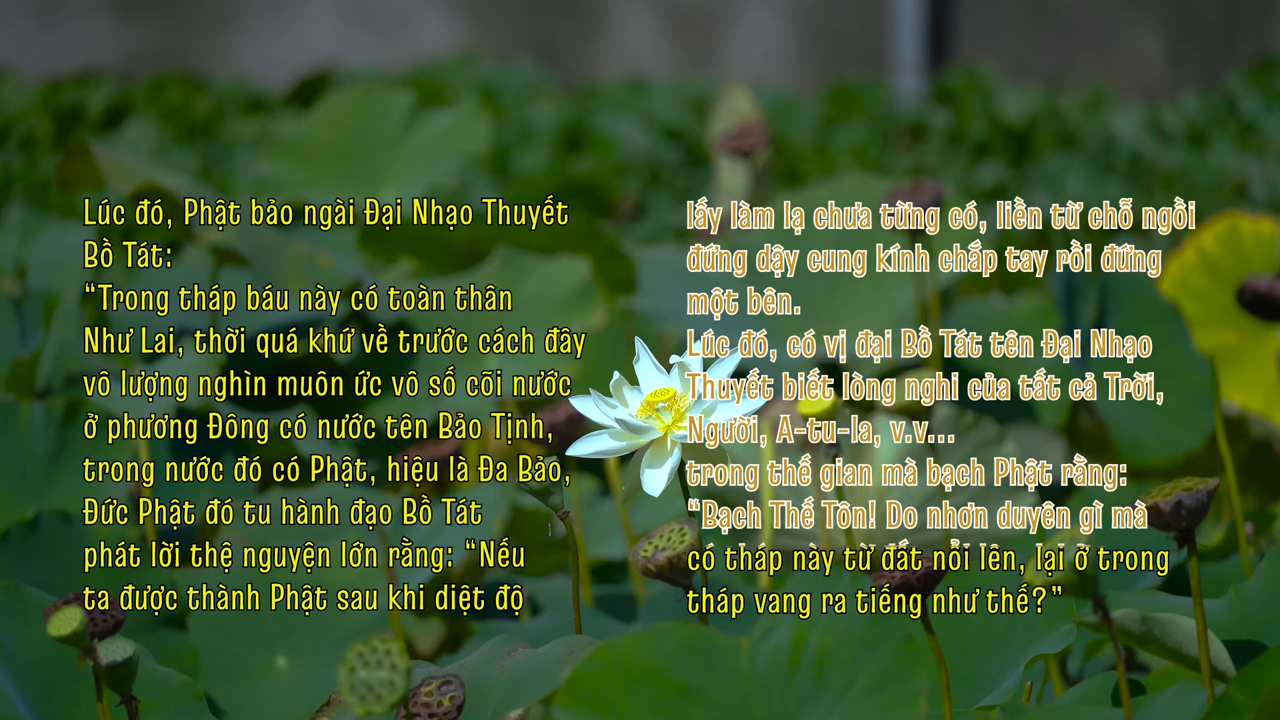 Lúc đó, Phật bảo ngài Đại Nhạo Thuyết
Bồ Tát:
“Trong tháp báu này có toàn thân
Như Lai, thời quá khứ về trước cách đây
vô lượng nghìn muôn ức vô số cõi nước
ở phương Đông có nước tên Bảo Tịnh,
trong nước đó có Phật, hiệu là Đa Bảo,
Đức Phật đó tu hành đạo Bồ Tát
phát lời thệ nguyện lớn rằng: “Nếu
ta được thành Phật sau khi diệt độ
lấy làm lạ chưa từng có, liền từ chỗ ngồi
đứng dậy cung kính chắp tay rồi đứng
một bên.
Lúc đó, có vị đại Bồ Tát tên Đại Nhạo
Thuyết biết lòng nghi của tất cả Trời,
Người, A-tu-la, v.v...
trong thế gian mà bạch Phật rằng:
“Bạch Thế Tôn! Do nhơn duyên gì mà
có tháp này từ đất nổi lên, lại ở trong
tháp vang ra tiếng như thế?”